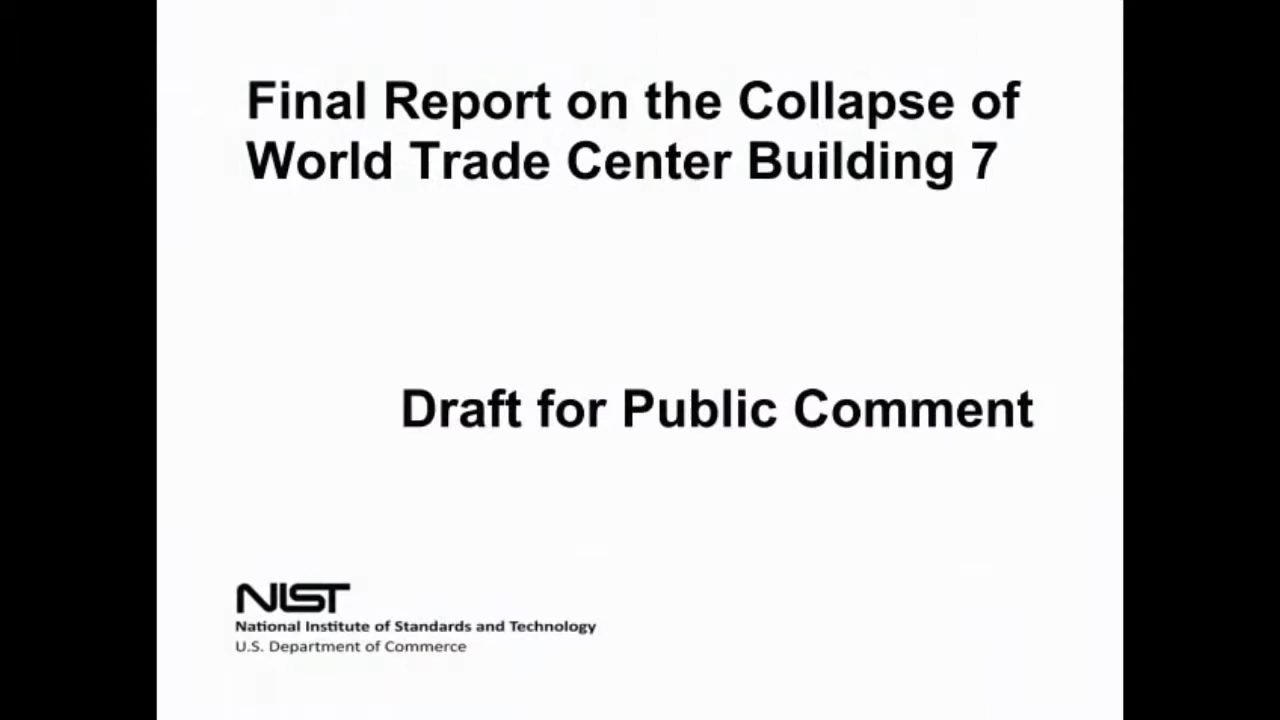 Final Report on the Collapse of
World Trade Center Building 7
Draft for Public Comment
NIST
National Institute of Standards and Technology
U.S. Department of Commerce